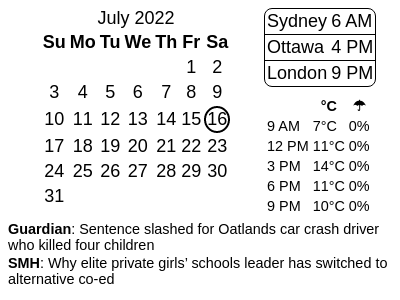 July 2022
Su Mo Tu We Th Fr Sa
1 2
3 4 5 6 7 8 9
10 11 12 13 14 15 16
17 18 19 20 21 22 23
24 25 26 27 28 29 30
31
Sydney 6 AM
Ottawa 4 PM
London 9 PM
°C ☂
9 AM 7°C 0%
12 PM 11°C 0%
3 PM 14°C 0%
6 PM 11°C 0%
9 PM 10°C 0%
Guardian: Sentence slashed for Oatlands car crash driver
who killed four children
SMH: Why elite private girls’ schools leader has switched to
alternative co-ed